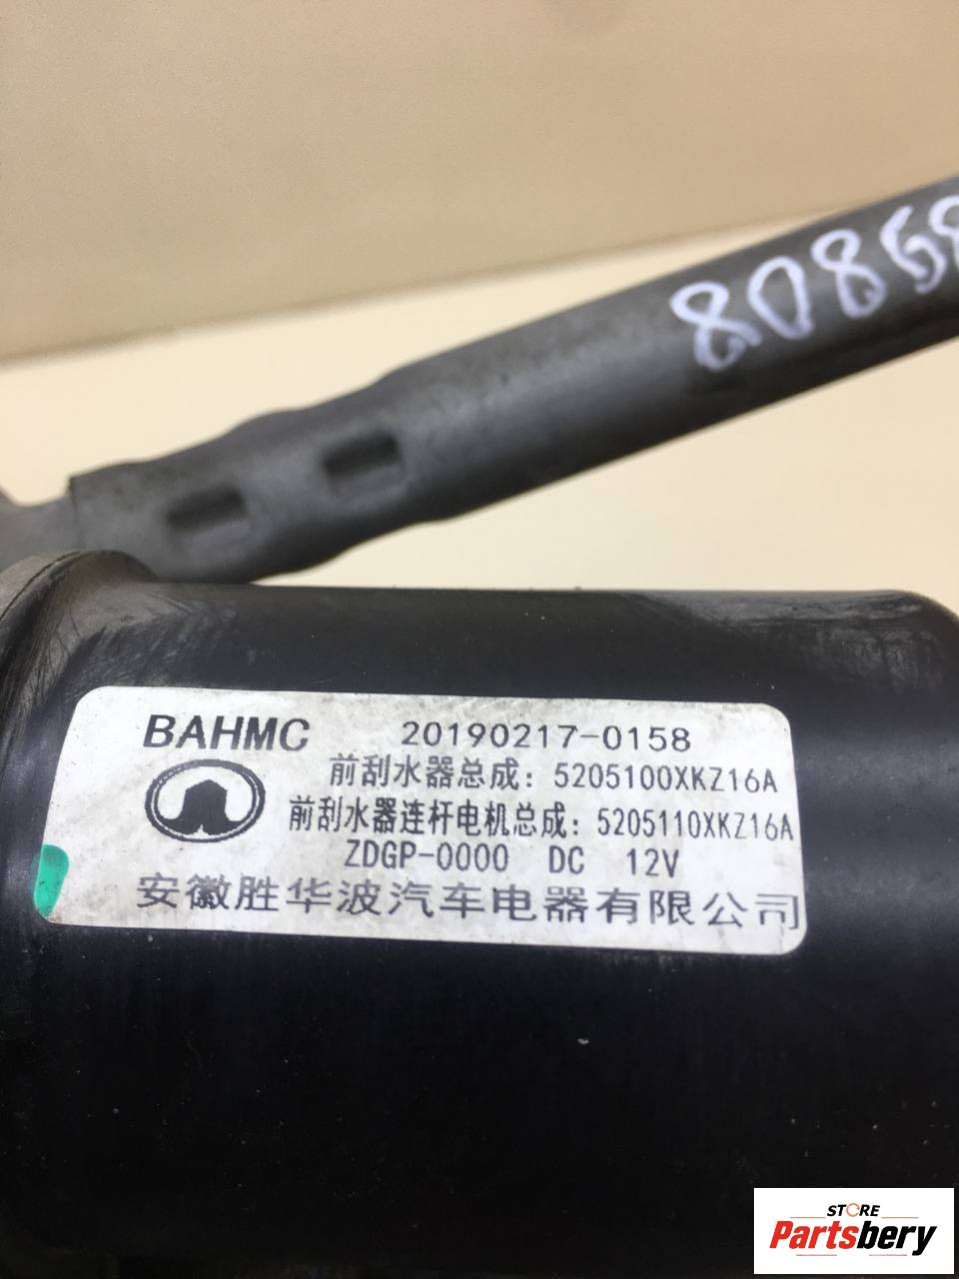 80858
BAHMC 20190217-0158
前刮水器总成: 5205100XKZ16A
前刮水器连杆电机总成: 5205110XKZ16A
ZDGP-0000 DC 12V
安徽胜华波汽车电器有限公司
STORE
Partsbery